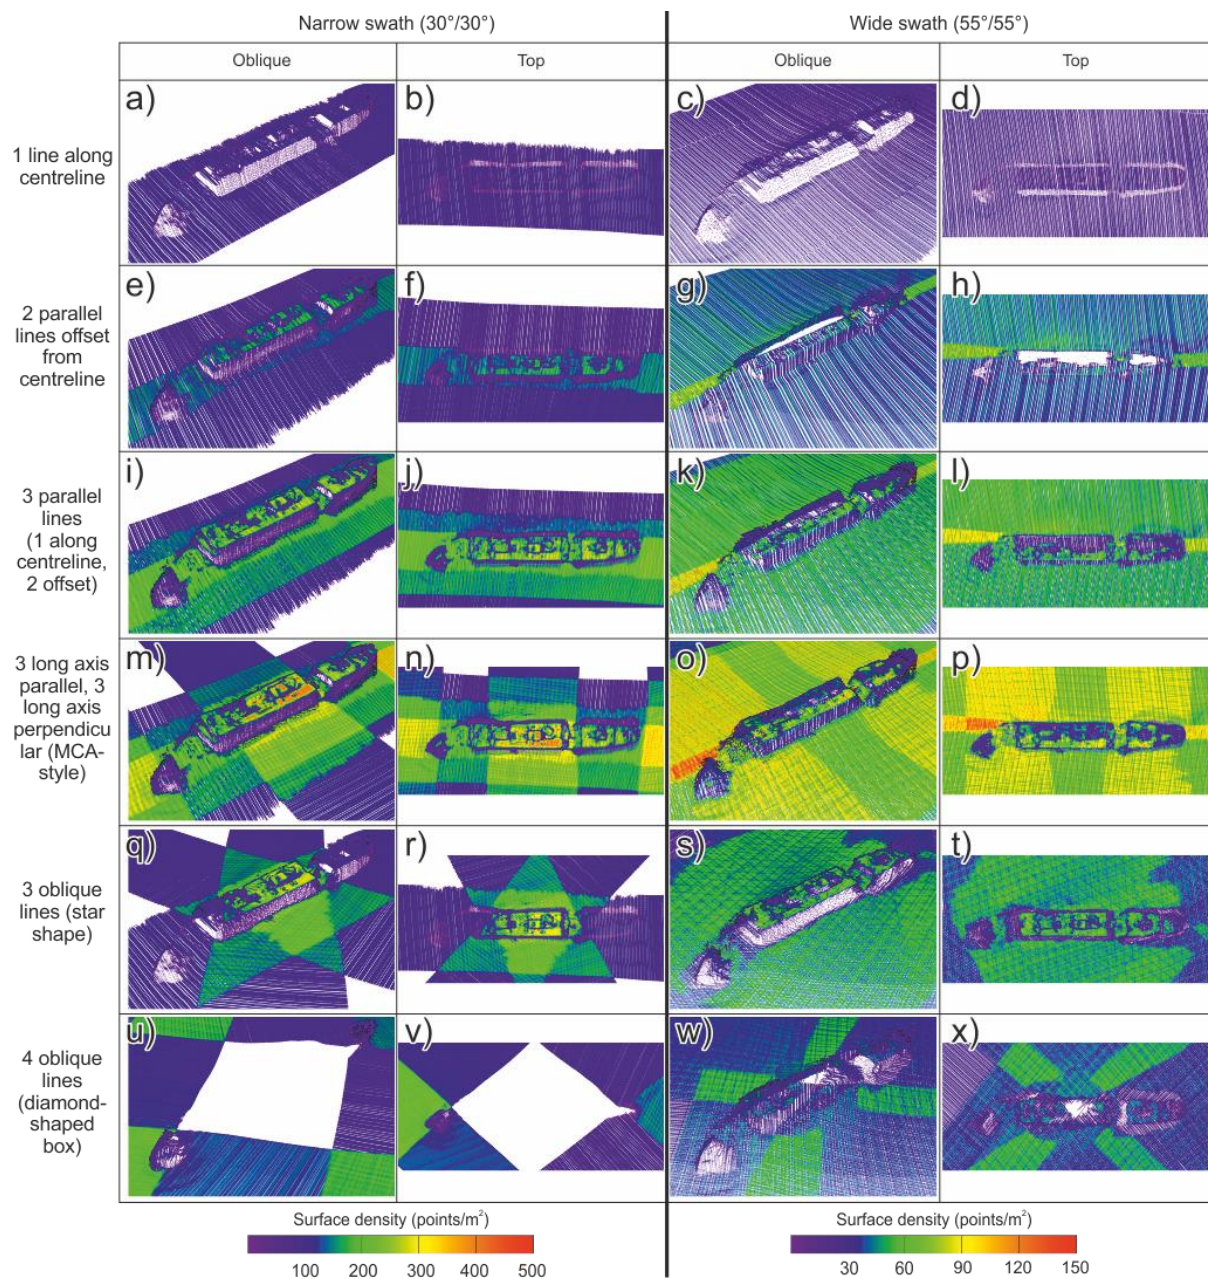 Narrow swath (30°/30°)
Wide swath (55°/55°)
Oblique
Top
Oblique
Top
1 line along
centreline
a)
b)
c)
d)
2 parallel
lines offset
from
centreline
e)
f)
g)
h)
3 parallel
lines
(1 along
centreline,
2 offset)
i)
j)
k)
l)
3 long axis
parallel, 3
long axis
perpendicu
lar (MCA-
style)
m)
n)
o)
p)
3 oblique
lines (star
shape)
q)
r)
s)
t)
4 oblique
lines
(diamond-
shaped
box)
u)
v)
w)
x)
Surface density (points/m²)
100 200 300 400 500
Surface density (points/m²)
30 60 90 120 150